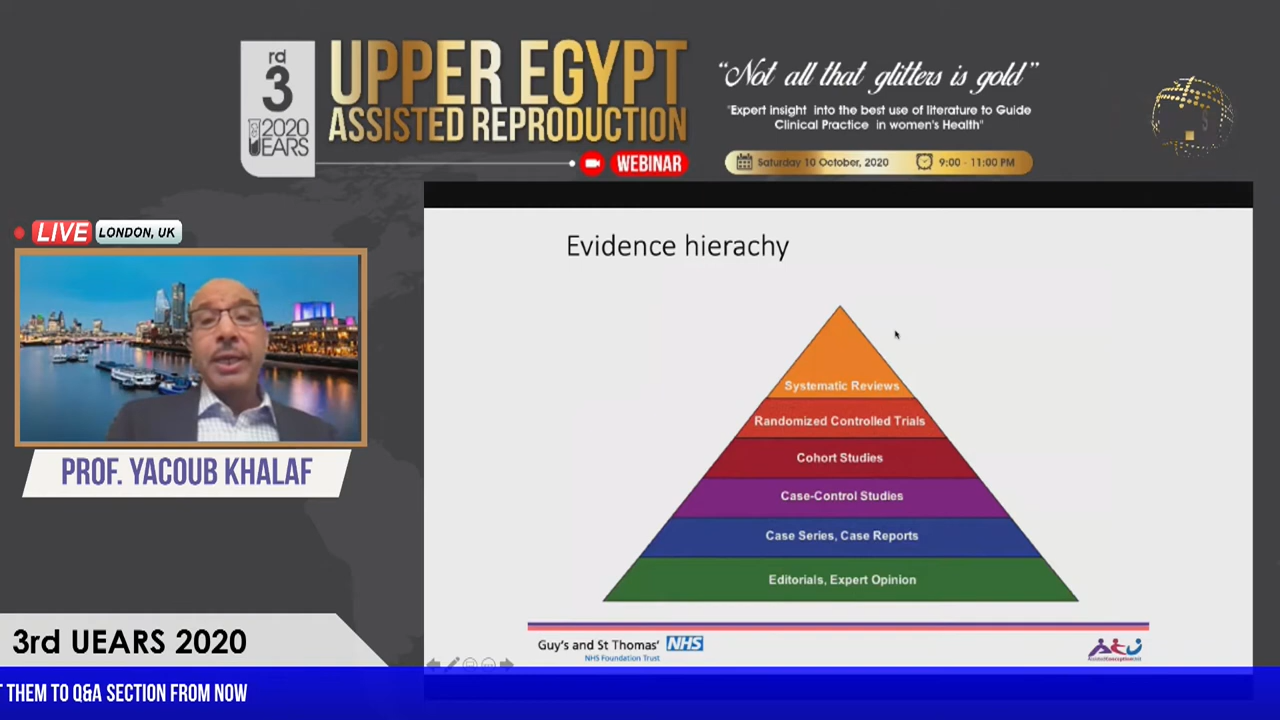 rd
3
2020
UEARS
UPPER EGYPT
ASSISTED REPRODUCTION
WEBINAR
“Not all that glitters is gold”
"Expert insight into the best use of literature to Guide
Clinical Practice in women's Health"
Saturday 10 October, 2020
9:00 - 11:00 PM
LIVE
LONDON, UK
PROF. YACOUB KHALAF
Evidence hierachy
Systematic Reviews
Randomized Controlled Trials
Cohort Studies
Case-Control Studies
Case Series, Case Reports
Editorials, Expert Opinion
Guy's and St Thomas' NHS
NHS Foundation Trust
3rd UEARS 2020
THEM TO Q&A SECTION FROM NOW